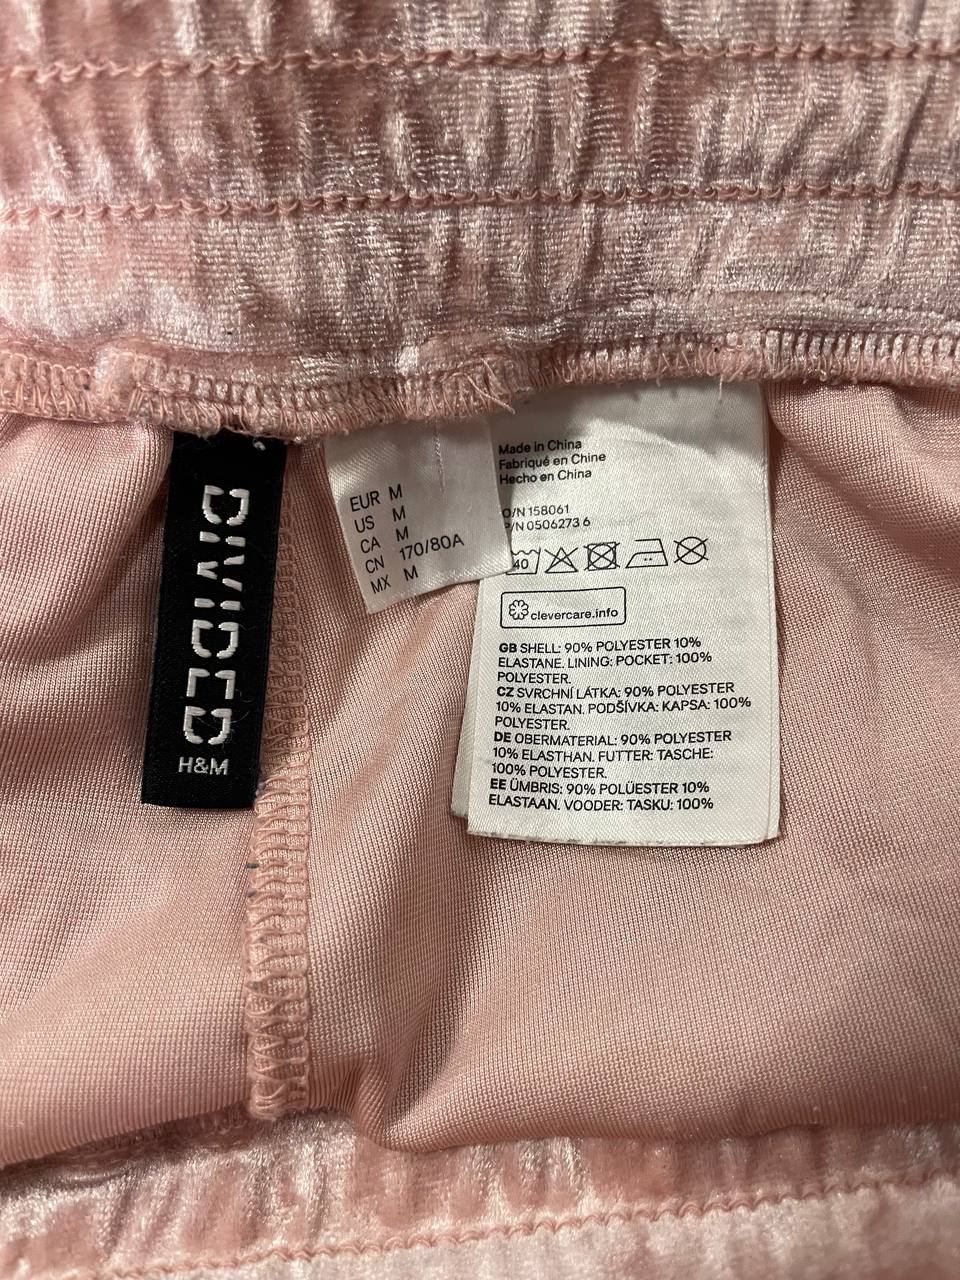 DIVIDED
H&M
EUR M
US M
CA M
CN 170/80A
MX M
Made in China
Fabriqué en Chine
Hecho en China
O/N 158061
P/N 0506273 6
40
clevercare.info
GB SHELL: 90% POLYESTER 10%
ELASTANE. LINING: POCKET: 100%
POLYESTER.
CZ SVRCHNÍ LÁTKA: 90% POLYESTER
10% ELASTAN. PODŠÍVKA: KAPSA: 100%
POLYESTER.
DE OBERMATERIAL: 90% POLYESTER
10% ELASTHAN. FUTTER: TASCHE:
100% POLYESTER.
EE ÜMBRIS: 90% POLÜESTER 10%
ELASTAAN. VOODER: TASKU: 100%